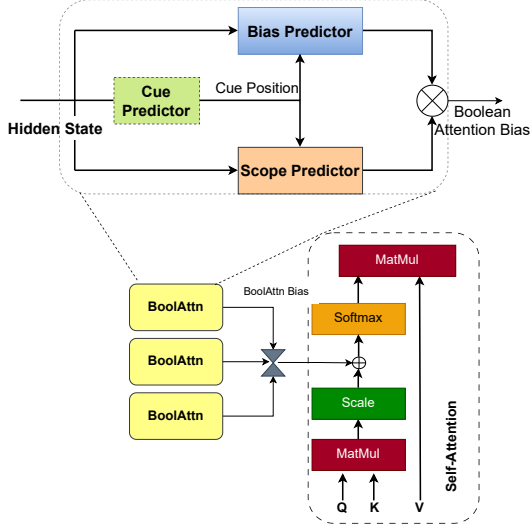 Bias Predictor
Cue
Predictor
Cue Position
Hidden State
Boolean
Attention Bias
Scope Predictor
MatMul
BoolAttn Bias
BoolAttn
Softmax
BoolAttn
Scale
BoolAttn
MatMul
Self-Attention
Q K V